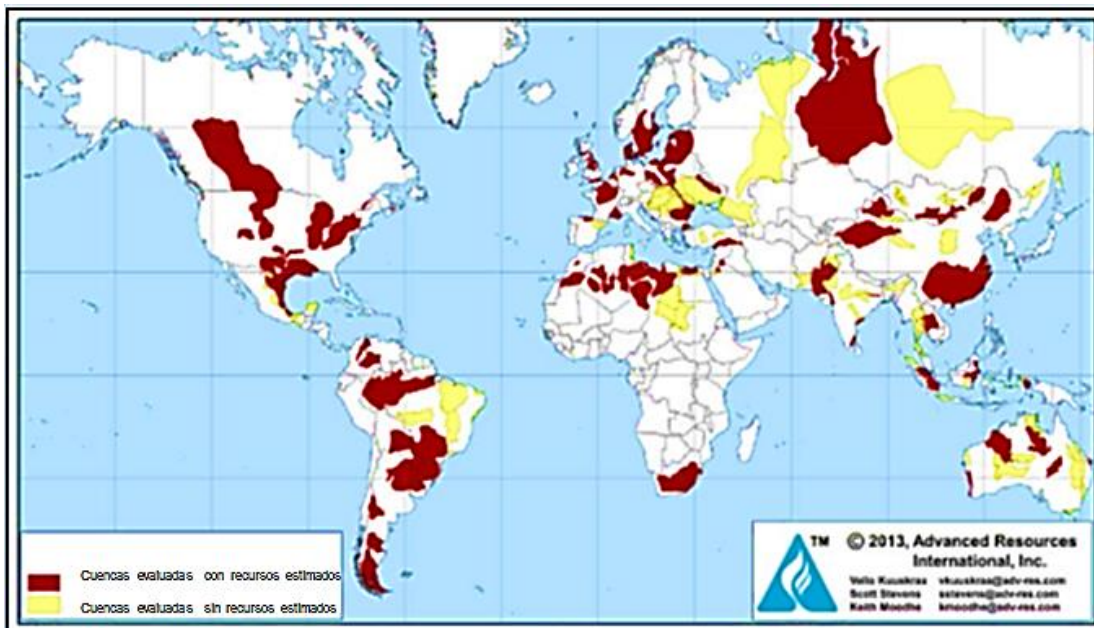 Cuencas evaluadas con recursos estimados
Cuencas evaluadas sin recursos estimados
TM
© 2013, Advanced Resources
International, Inc.
Vello Kuuskraa vkuuskraa@adv-res.com
Scott Stevens sstevens@adv-res.com
Keith Moodhe kmoodhe@adv-res.com